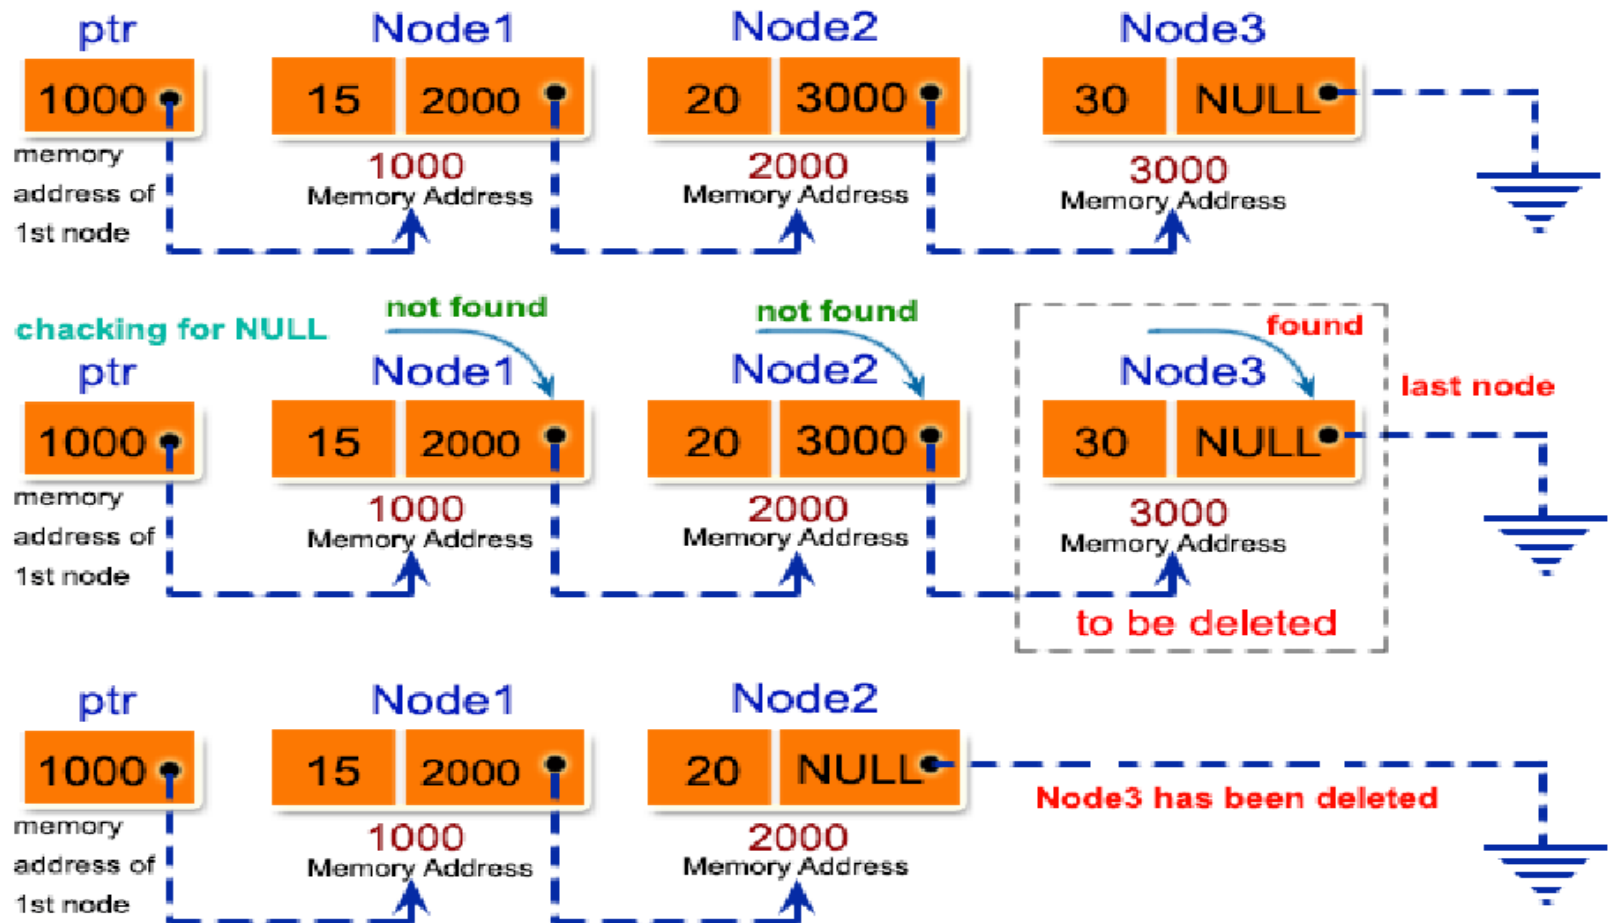 ptr Node1 Node2 Node3
1000 15 2000 20 3000 30 NULL
memory
address of
1st node
1000
Memory Address
2000
Memory Address
3000
Memory Address
chacking for NULL
not found
not found
found
ptr Node1 Node2 Node3
last node
1000 15 2000 20 3000 30 NULL
memory
address of
1st node
1000
Memory Address
2000
Memory Address
3000
Memory Address
to be deleted
ptr Node1 Node2
1000 15 2000 20 NULL
Node3 has been deleted
memory
address of
1st node
1000
Memory Address
2000
Memory Address